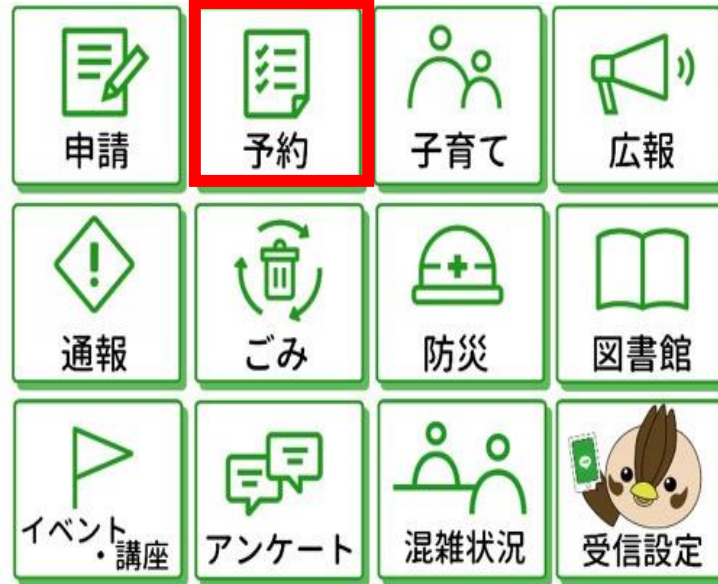 申請
予約
子育て
広報
通報
ごみ
防災
図書館
イベント
・講座
アンケート
混雑状況
受信設定